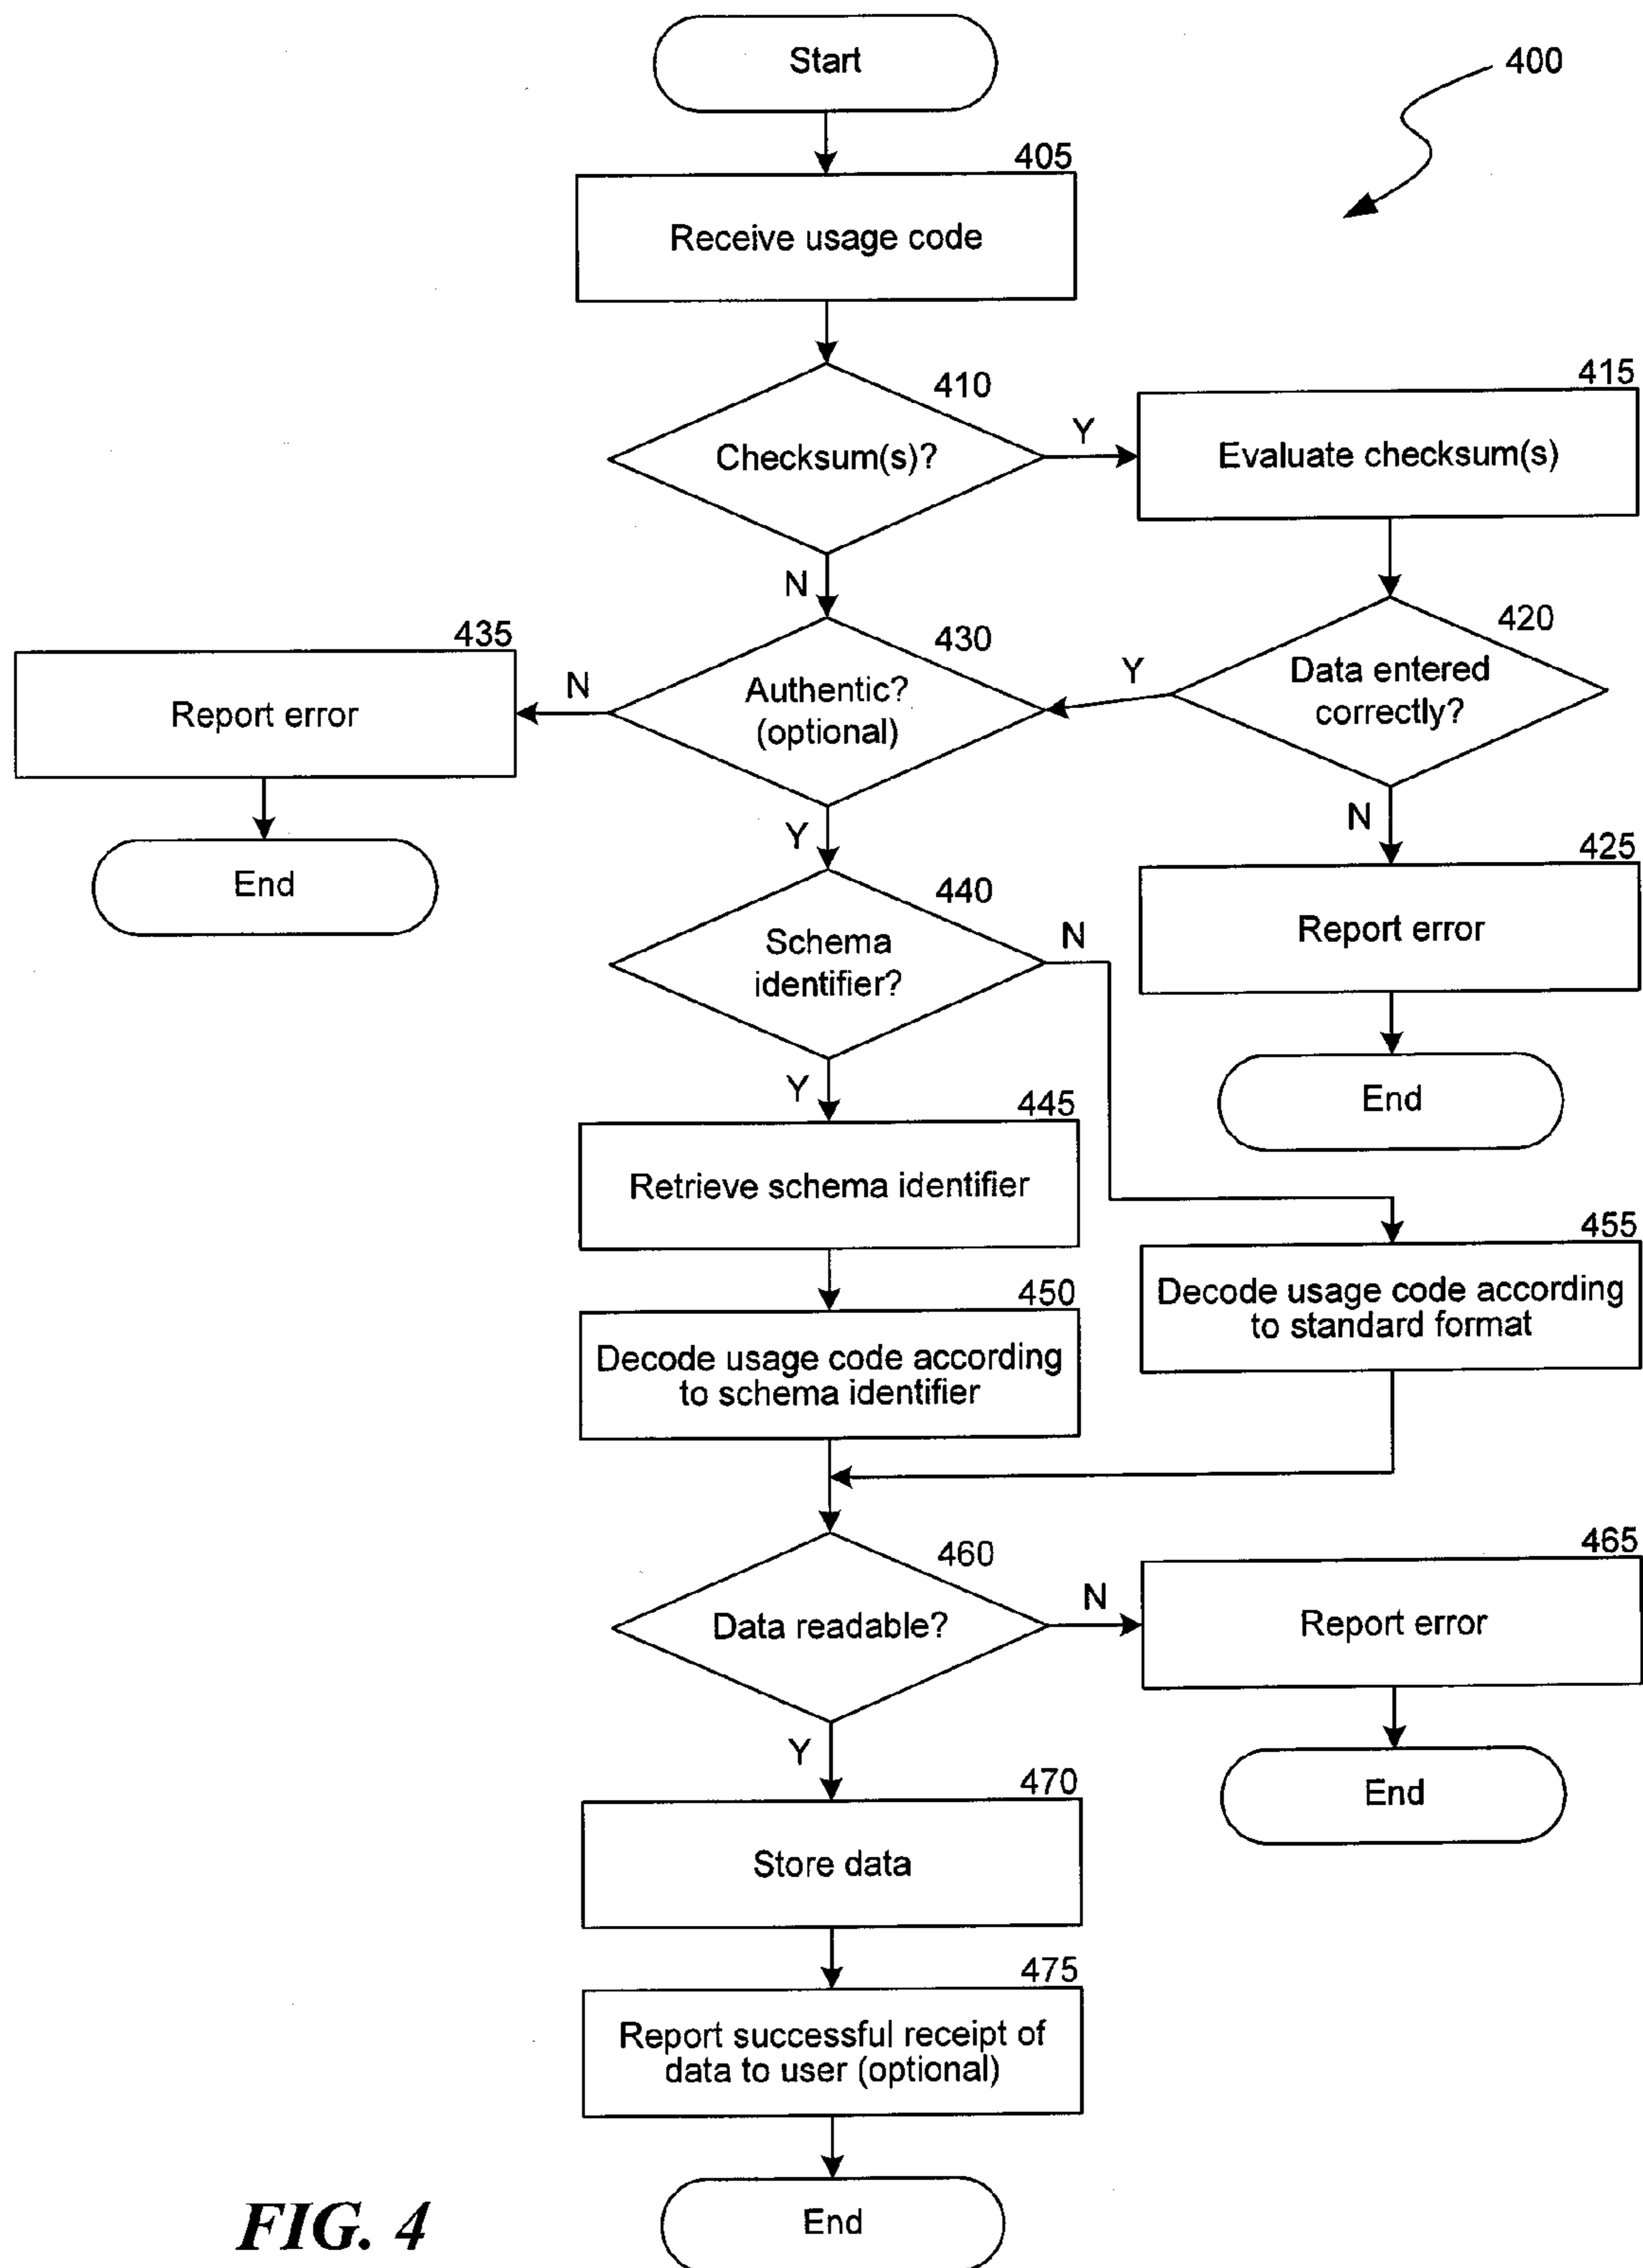 Start
400
405
Receive usage code
410
Checksum(s)?
Y
415
Evaluate checksum(s)
N
420
Data entered
correctly?
Y
430
Authentic?
(optional)
N
435
Report error
End
N
425
Report error
End
Y
440
Schema
identifier?
N
Y
445
Retrieve schema identifier
450
Decode usage code according
to schema identifier
455
Decode usage code according
to standard format
460
Data readable?
N
465
Report error
End
Y
470
Store data
475
Report successful receipt of
data to user (optional)
End
FIG. 4